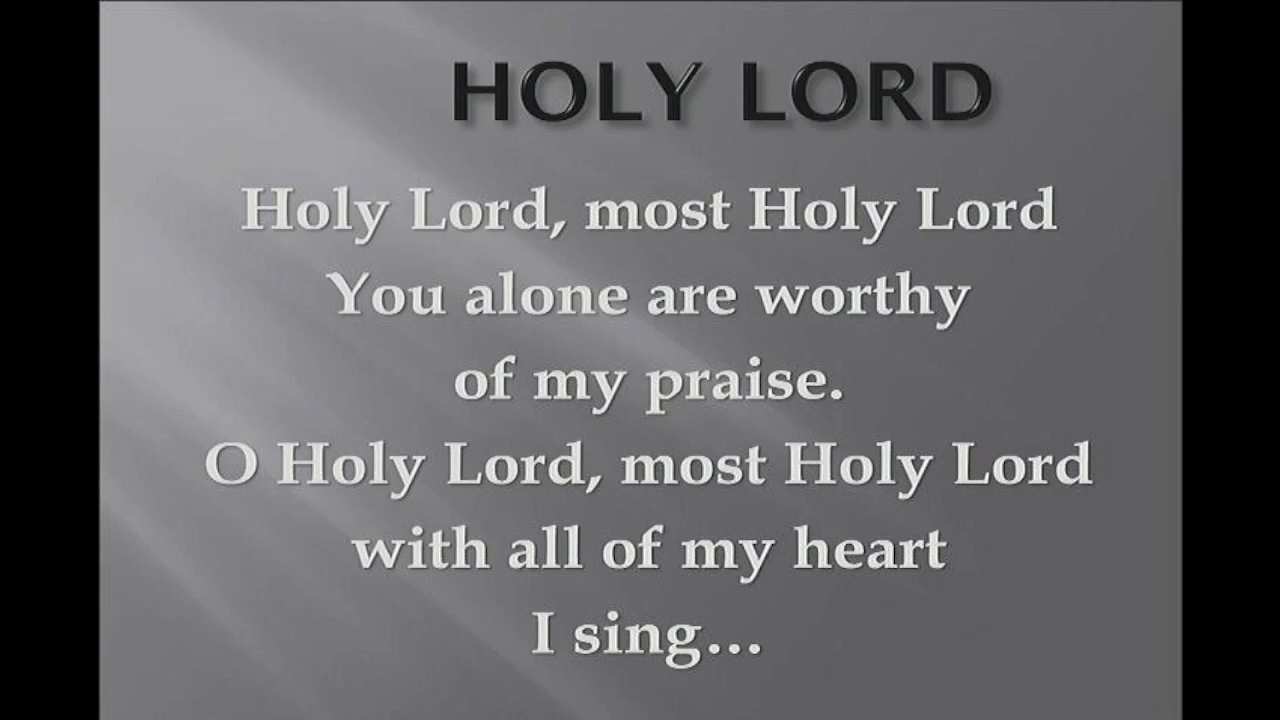 HOLY LORD
Holy Lord, most Holy Lord
You alone are worthy
of my praise.
O Holy Lord, most Holy Lord
with all of my heart
I sing...